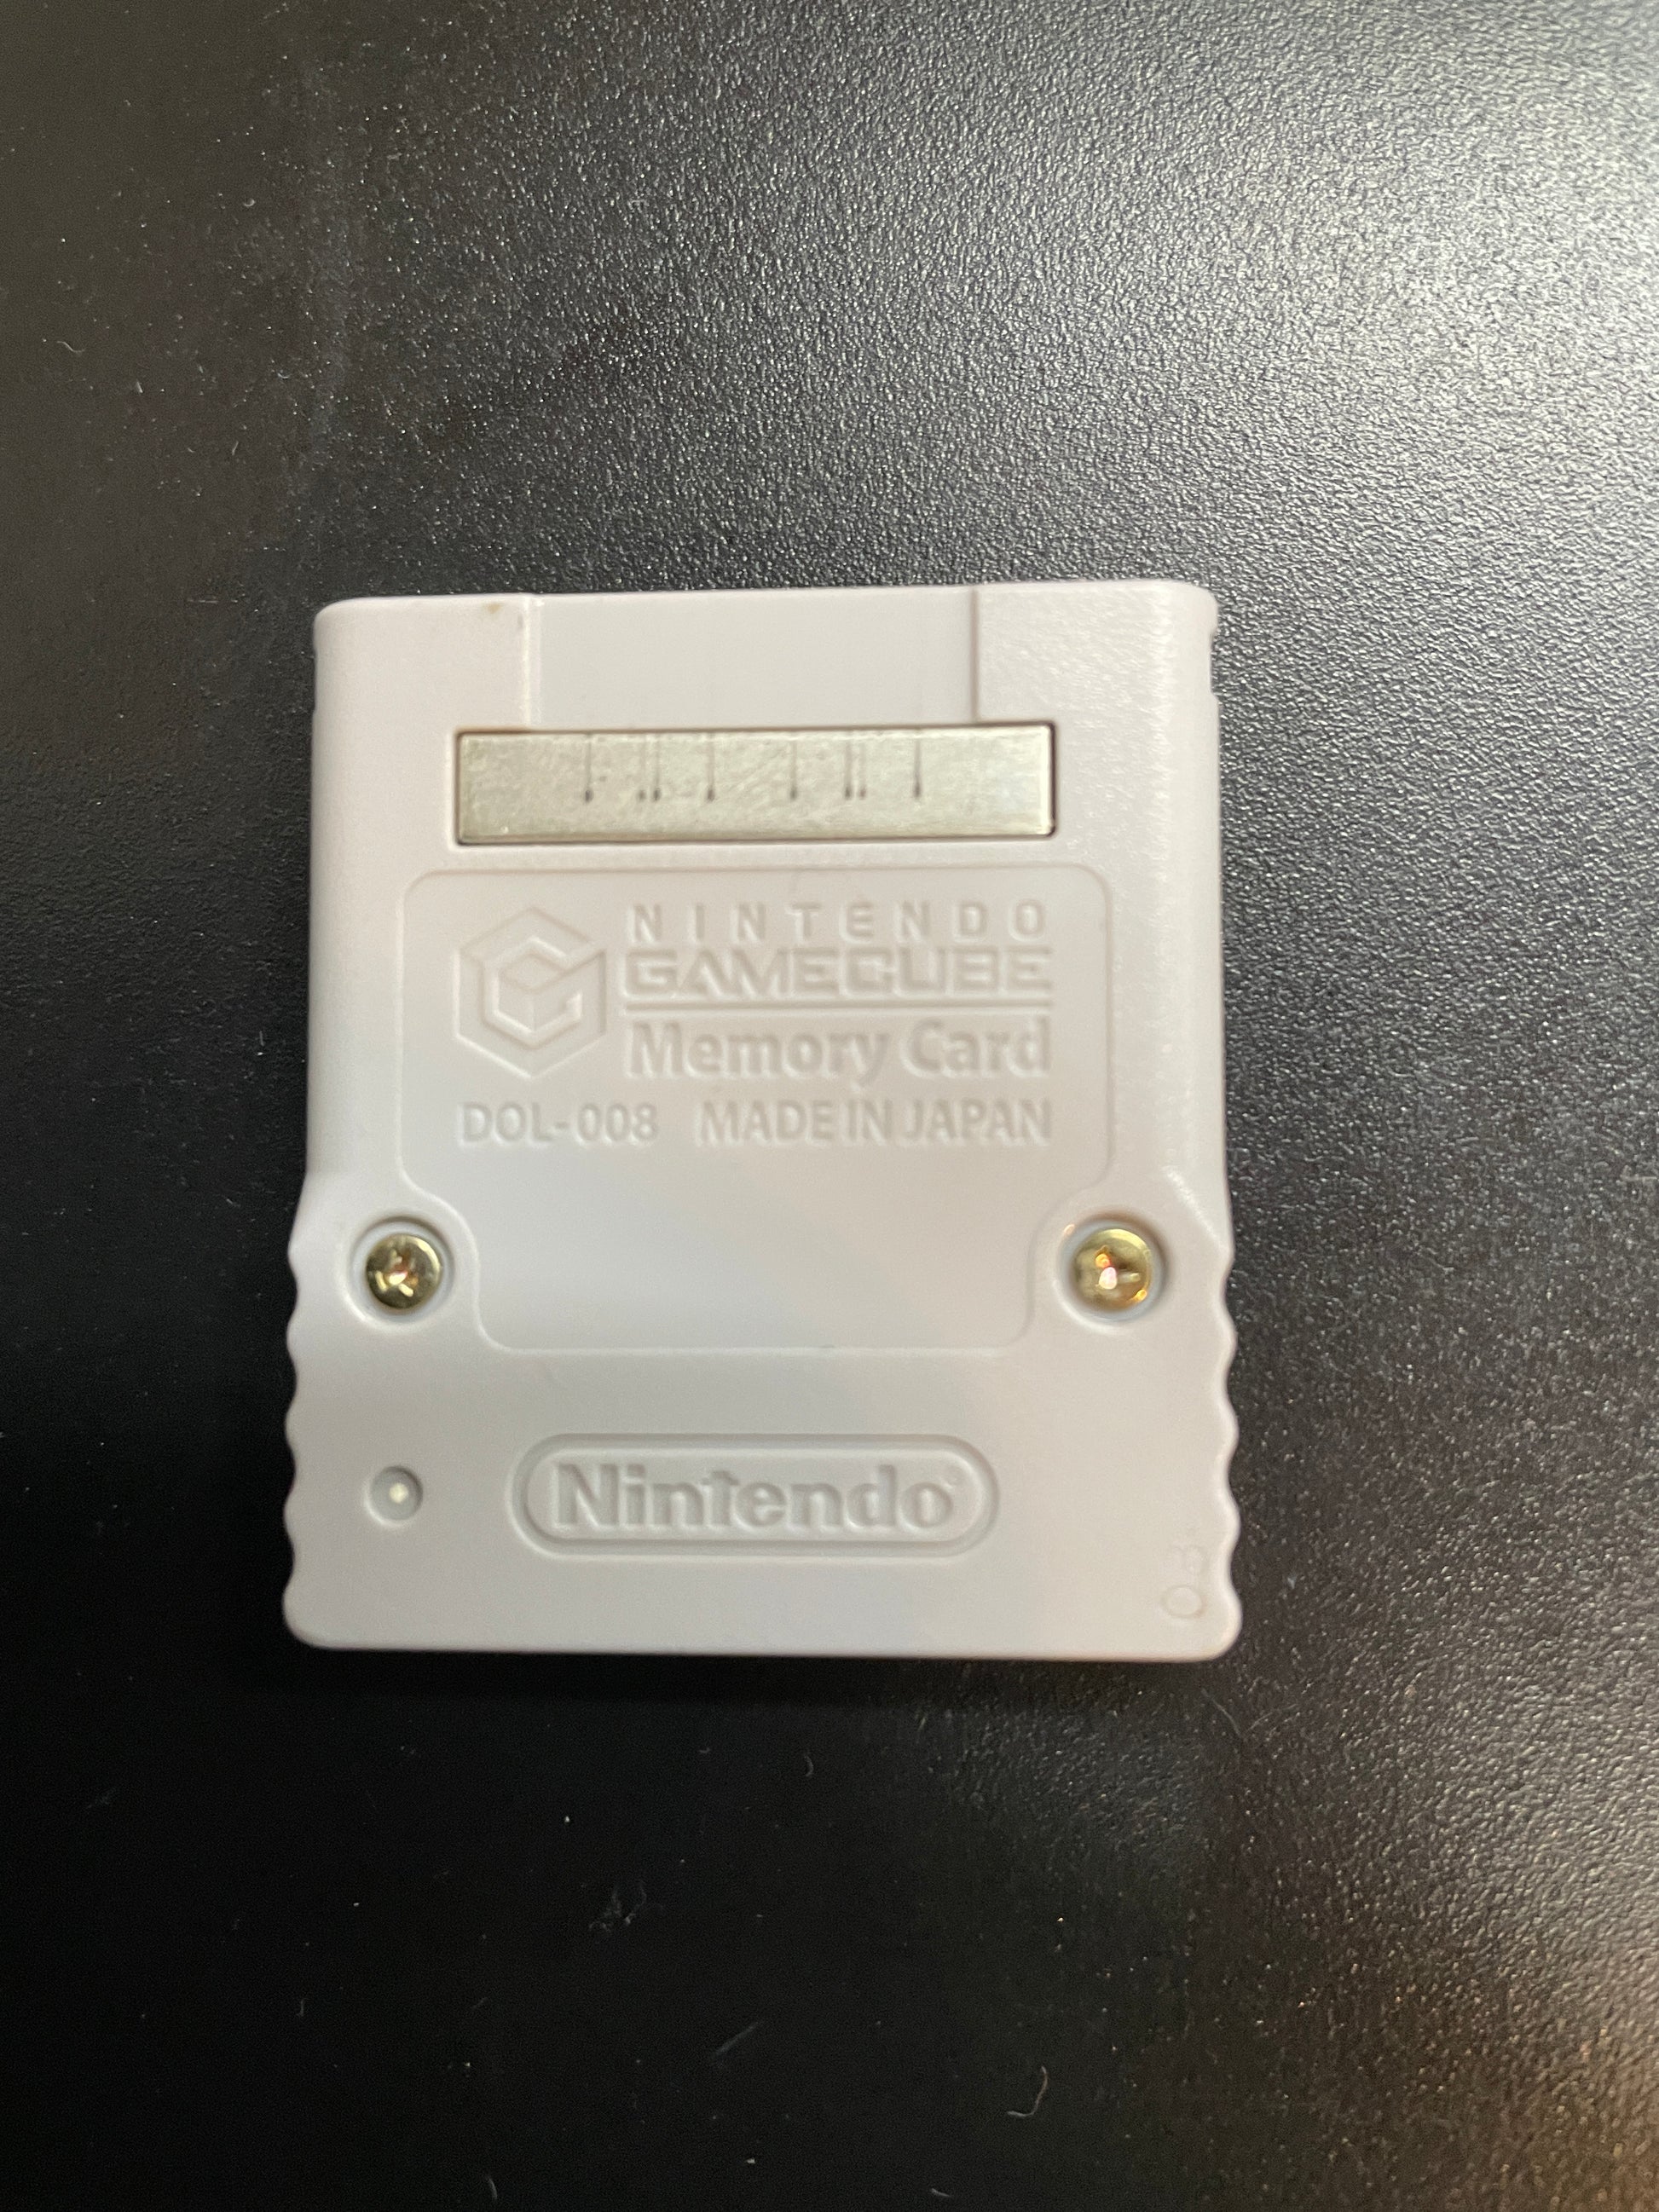 NINTENDO
GAMECUBE
Memory Card
DOL-008 MADE IN JAPAN
Nintendo®